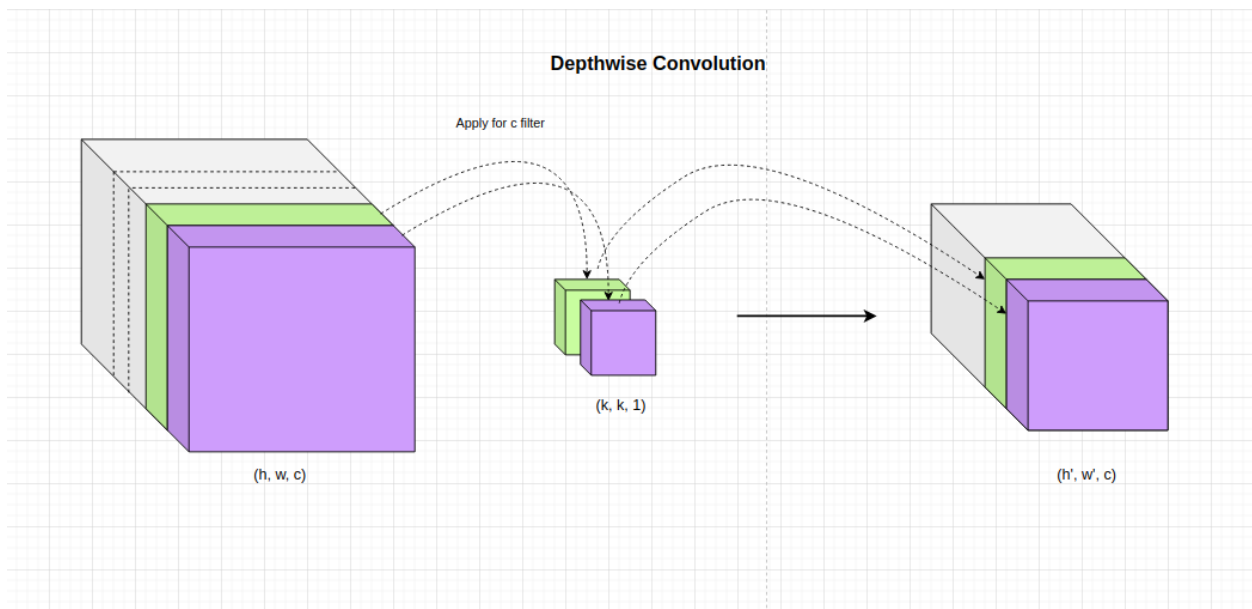 Depthwise Convolution
Apply for c filter
(k, k, 1)
(h, w, c)
(h', w', c)